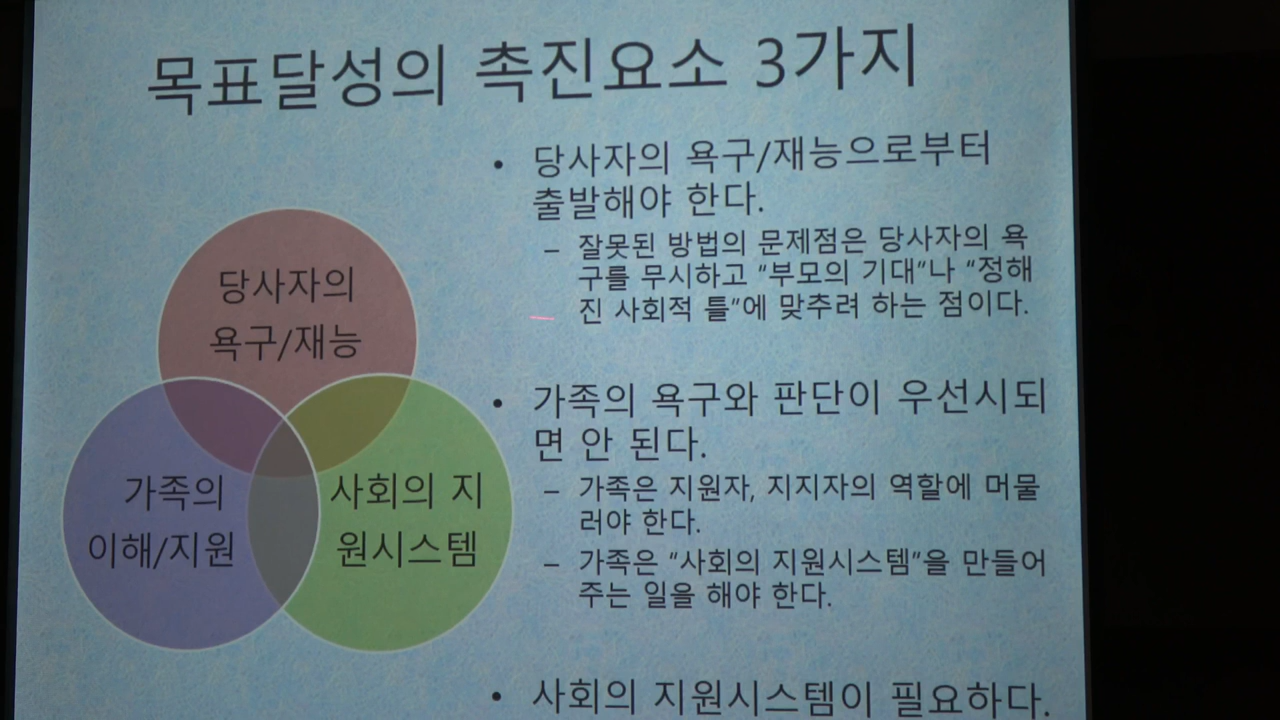 목표달성의 촉진요소 3가지
당사자의
욕구/재능
가족의
이해/지원
사회의 지
원시스템
• 당사자의 욕구/재능으로부터
출발해야 한다.
– 잘못된 방법의 문제점은 당사자의 욕
구를 무시하고 "부모의 기대"나 "정해
진 사회적 틀"에 맞추려 하는 점이다.
• 가족의 욕구와 판단이 우선시되
면 안 된다.
– 가족은 지원자, 지지자의 역할에 머물
러야 한다.
– 가족은 "사회의 지원시스템"을 만들어
주는 일을 해야 한다.
• 사회의 지원시스템이 필요하다.